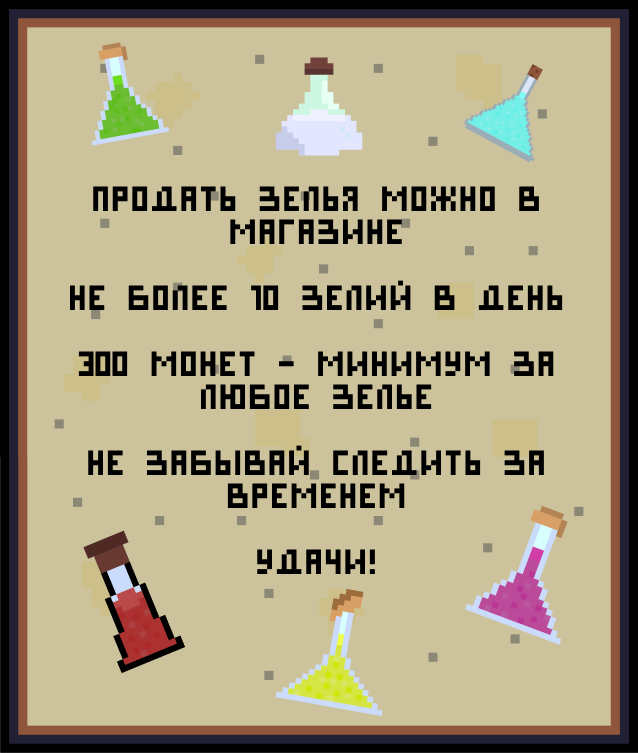 ПРОДАТЬ ЗЕЛЬЯ МОЖНО В
МАГАЗИНЕ
НЕ БОЛЕЕ 10 ЗЕЛИЙ В ДЕНЬ
300 МОНЕТ - МИНИМУМ ЗА
ЛЮБОЕ ЗЕЛЬЕ
НЕ ЗАБЫВАЙ СЛЕДИТЬ ЗА
ВРЕМЕНЕМ
УДАЧИ!